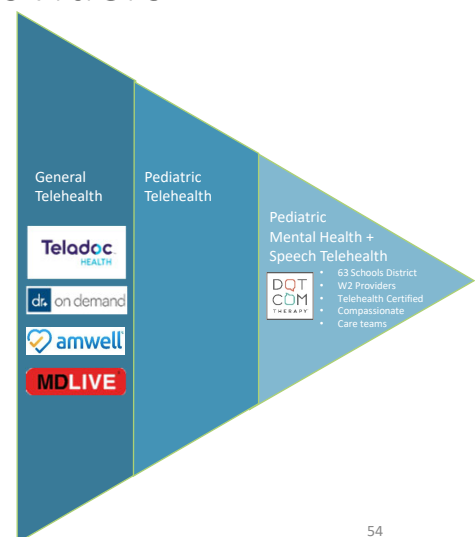 General
Telehealth
Teladoc
HEALTH
dr. on demand
amwell
MDLIVE
Pediatric
Telehealth
Pediatric
Mental Health +
Speech Telehealth
DOT
COM
THERAPY
• 63 Schools District
• W2 Providers
• Telehealth Certified
• Compassionate
• Care teams
54